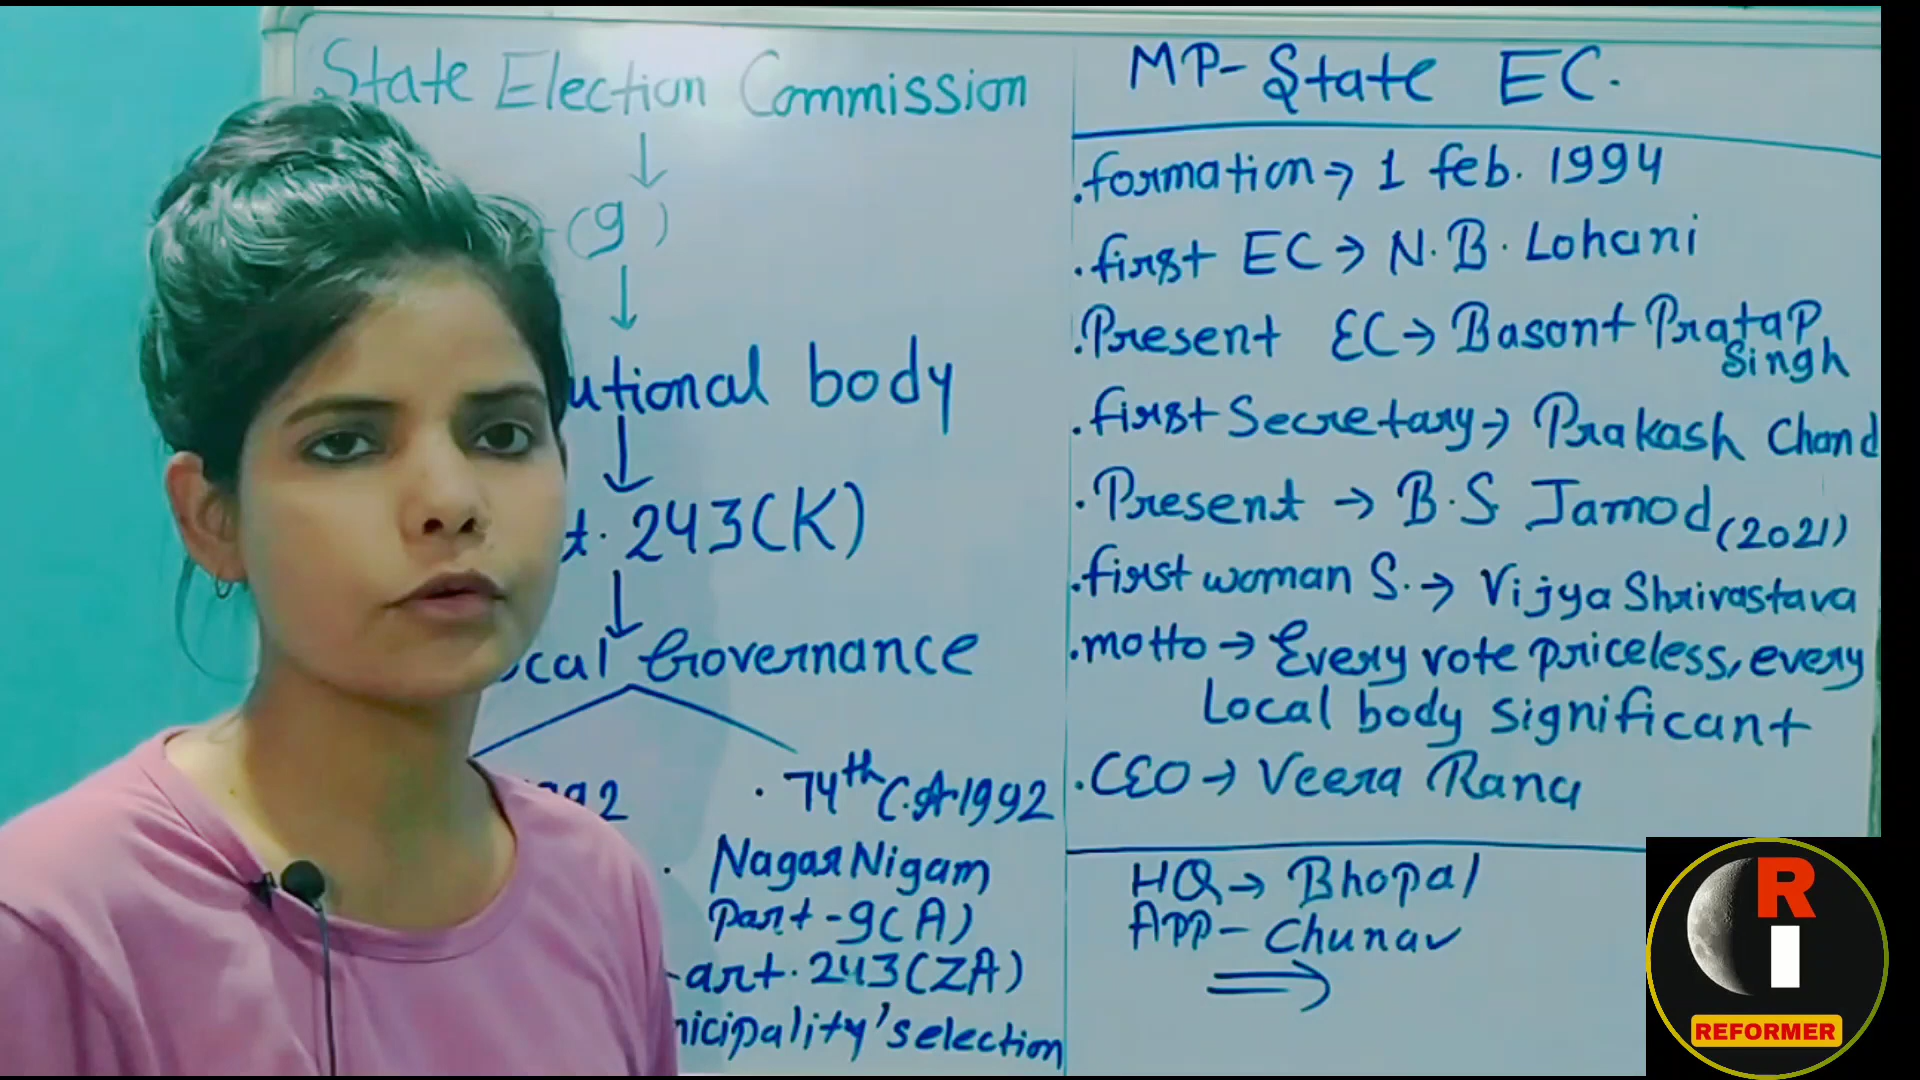 State Election Commission
(9)
utional body
t. 243(K)
ocal Governance
992
. 74th C.A. 1992
. Nagar Nigam
Part - 9(A)
art. 243(ZA)
nicipality's election
MP- State EC.
. formation → 1 feb. 1994
. first EC → N.B. Lohani
. Present EC → Basant Pratap Singh
. first Secretary → Prakash Chand
. Present → B.S Jamod (2021)
. first woman S. → Vijya Shrivastava
. motto → Every vote priceless, every
Local body significant
. CEO → Veera Rana
HQ → Bhopal
APP - Chunav
R
I
REFORMER